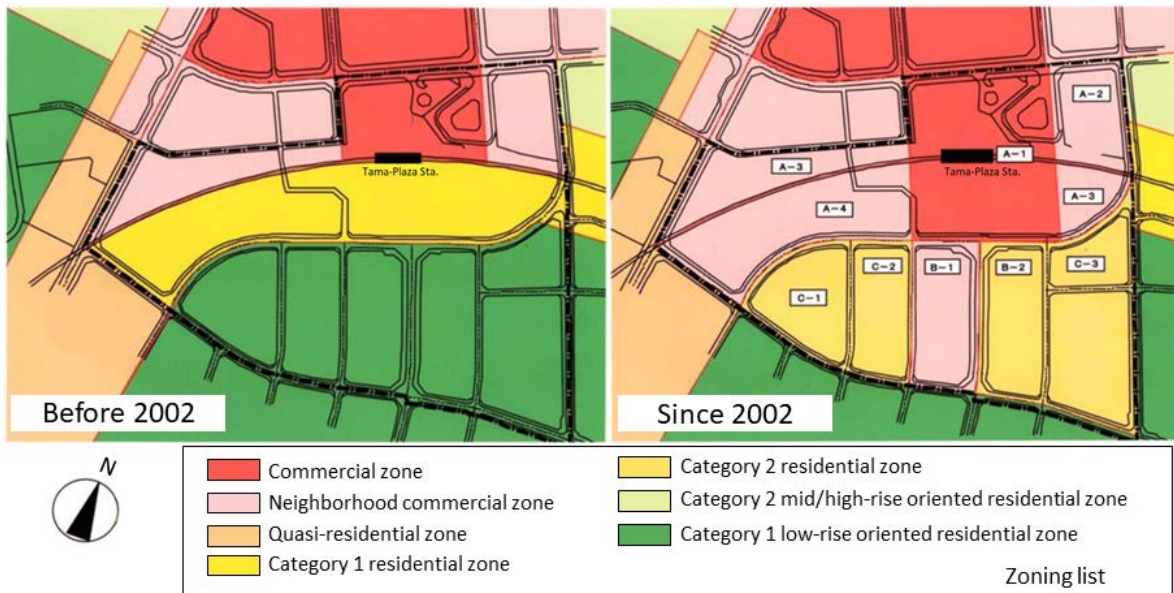 Tama-Plaza Sta.
Before 2002
A-2
A-1
A-3
Tama-Plaza Sta.
A-4
A-3
C-2
B-1
B-2
C-3
C-1
Since 2002
N
Commercial zone
Neighborhood commercial zone
Quasi-residential zone
Category 1 residential zone
Category 2 residential zone
Category 2 mid/high-rise oriented residential zone
Category 1 low-rise oriented residential zone
Zoning list